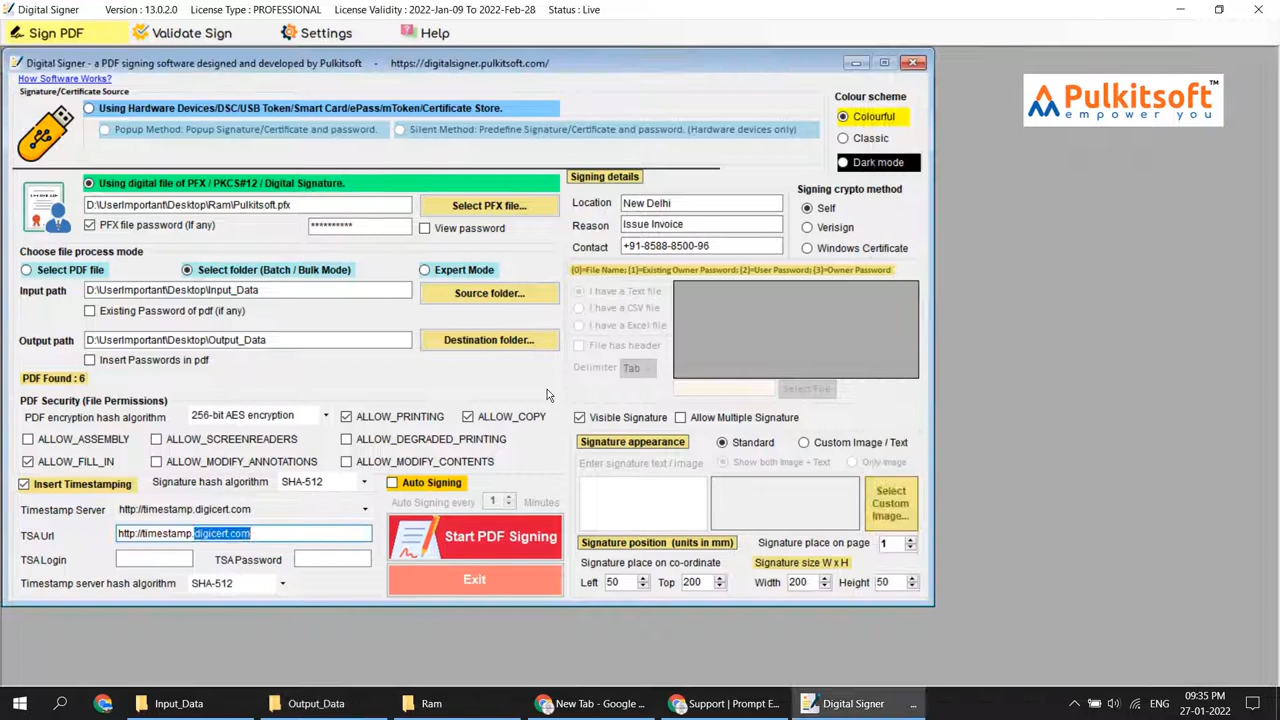 Digital Signer Version : 13.0.2.0 License Type : PROFESSIONAL License Validity : 2022-Jan-09 To 2022-Feb-28 Status : Live
Sign PDF Validate Sign Settings Help
Digital Signer - a PDF signing software designed and developed by Pulkitsoft - https://digitalsigner.pulkitsoft.com/
How Software Works?
Signature/Certificate Source
Using Hardware Devices/DSC/USB Token/Smart Card/ePass/mToken/Certificate Store.
Popup Method: Popup Signature/Certificate and password.
Silent Method: Predefine Signature/Certificate and password. (Hardware devices only)
Colour scheme
Colourful
Classic
Dark mode
Pulkitsoft™
empower you
Using digital file of PFX / PKCS#12 / Digital Signature.
D:\UserImportant\Desktop\Ram\Pulkitsoft.pfx
Select PFX file...
PFX file password (If any)
**********
View password
Signing details
Location New Delhi
Reason Issue Invoice
Contact +91-8588-8500-96
Signing crypto method
Self
Verisign
Windows Certificate
Choose file process mode
Select PDF file
Select folder (Batch / Bulk Mode)
Expert Mode
Input path D:\UserImportant\Desktop\Input_Data
Source folder...
Existing Password of pdf (if any)
Output path D:\UserImportant\Desktop\Output_Data
Destination folder...
Insert Passwords in pdf
PDF Found : 6
{0}=File Name; {1}=Existing Owner Password; {2}=User Password; {3}=Owner Password
I have a Text file
I have a CSV file
I have a Excel file
File has header
Delimiter Tab
Select File
PDF Security (File Permissions)
PDF encryption hash algorithm 256-bit AES encryption
ALLOW_PRINTING
ALLOW_COPY
ALLOW_ASSEMBLY
ALLOW_SCREENREADERS
ALLOW_DEGRADED_PRINTING
ALLOW_FILL_IN
ALLOW_MODIFY_ANNOTATIONS
ALLOW_MODIFY_CONTENTS
Insert Timestamping
Signature hash algorithm SHA-512
Timestamp Server http://timestamp.digicert.com
TSA Url http://timestamp.digicert.com
TSA Login
TSA Password
Timestamp server hash algorithm SHA-512
Auto Signing
Auto Signing every 1 Minutes
Start PDF Signing
Exit
Visible Signature
Allow Multiple Signature
Signature appearance
Standard
Custom Image / Text
Enter signature text / image
Show both Image + Text
Only Image
Select
Custom
Image...
Signature position (units in mm)
Signature place on page 1
Signature place on co-ordinate
Signature size W x H
Left 50 Top 200
Width 200 Height 50
Input_Data
Output_Data
Ram
New Tab - Google ...
Support | Prompt E...
Digital Signer ...
ENG
09:35 PM
27-01-2022